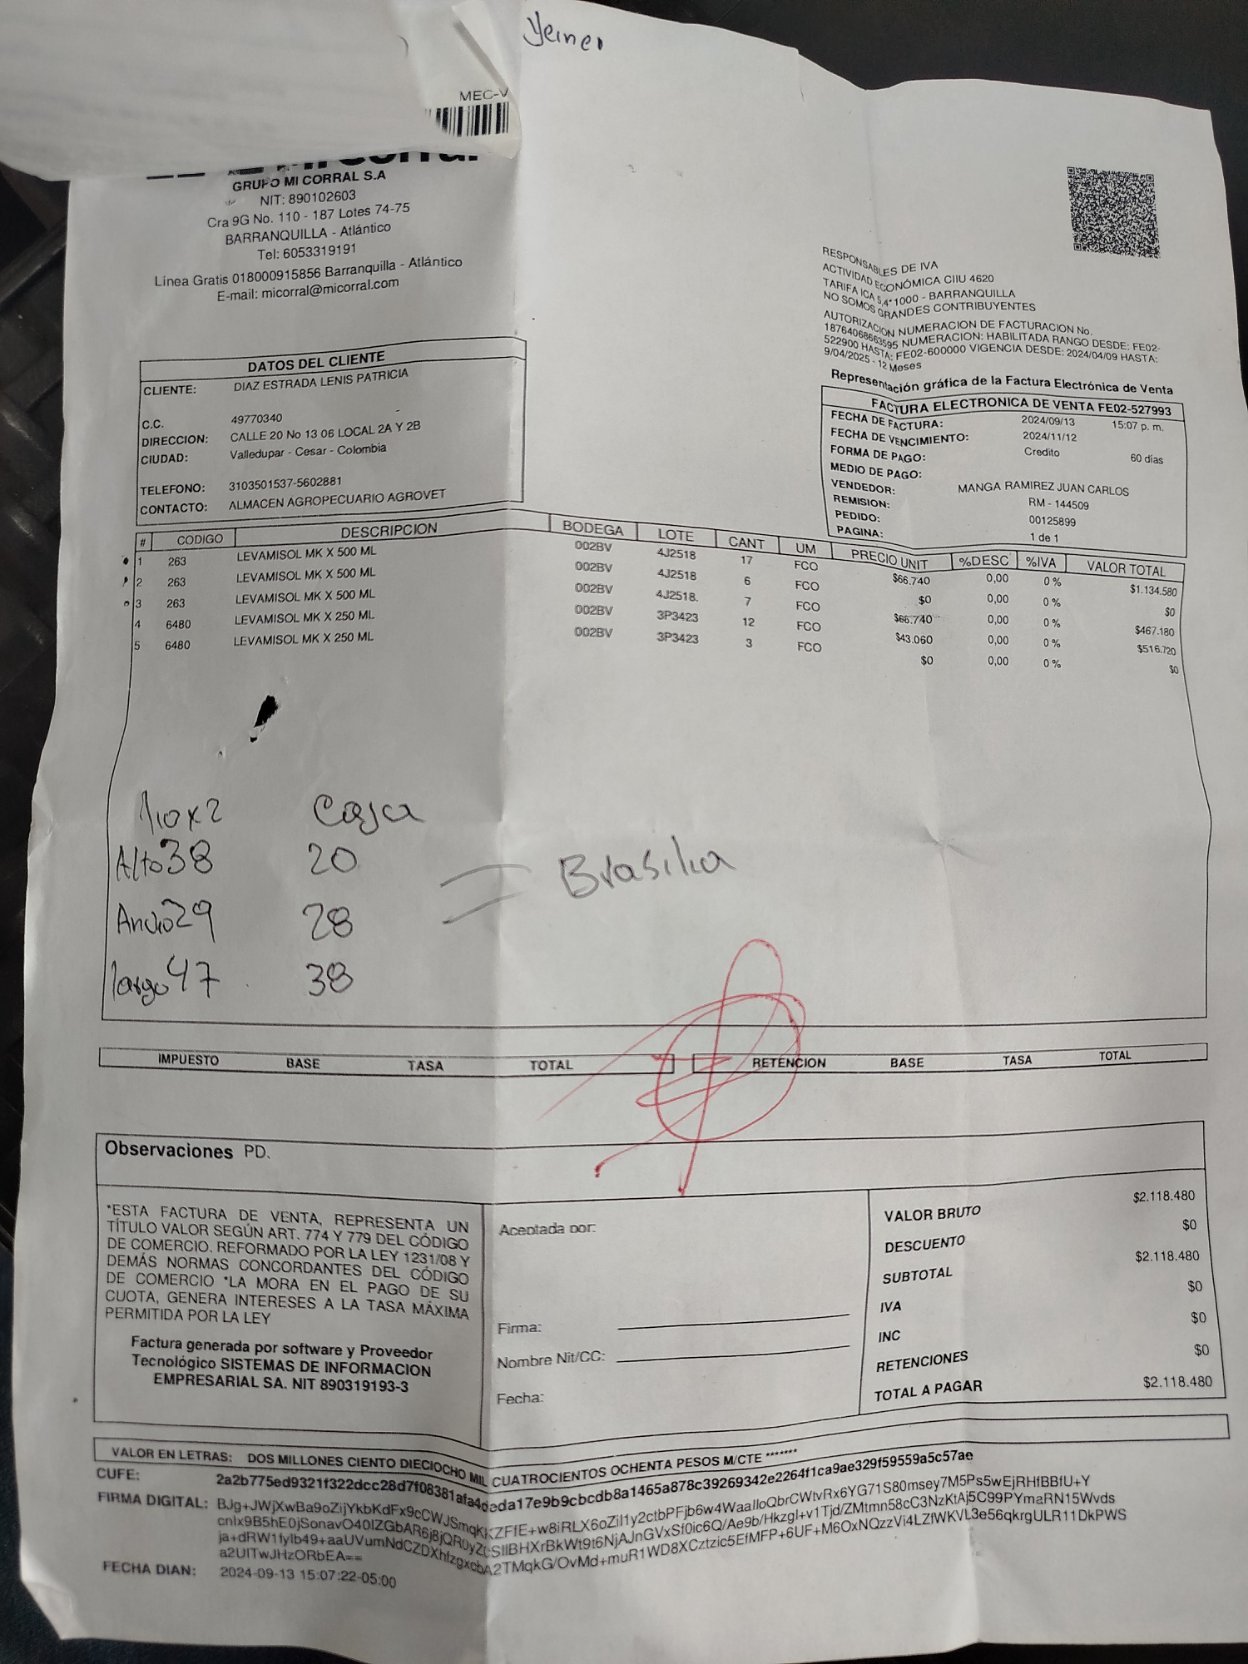 Yeiner
MEC-V
GRUPO MI CORRAL S.A
NIT: 890102603
Cra 9G No. 110 - 187 Lotes 74-75
BARRANQUILLA - Atlántico
Tel: 6053319191
Línea Gratis 018000915856 Barranquilla - Atlántico
E-mail: micorral@micorral.com
RESPONSABLES DE IVA
ACTIVIDAD ECONÓMICA CIIU 4620
TARIFA ICA 5,4*1000 - BARRANQUILLA
NO SOMOS GRANDES CONTRIBUYENTES
AUTORIZACION NUMERACION DE FACTURACION No.
NUMERACION: HABILITADA RANGO DESDE: FE02-
522900 HASTA: FE02-600000 VIGENCIA DESDE: 2024/04/09 HASTA:
9/04/2025 - 12 Meses
Representación gráfica de la Factura Electrónica de Venta
FACTURA ELECTRONICA DE VENTA FE02-527993
FECHA DE FACTURA: 2024/09/13 15:07 p. m.
FECHA DE VENCIMIENTO: 2024/11/12
FORMA DE PAGO: Credito 60 días
MEDIO DE PAGO:
VENDEDOR: MANGA RAMIREZ JUAN CARLOS
REMISION: RM - 144509
PEDIDO: 00125899
PAGINA: 1 de 1
DATOS DEL CLIENTE
CLIENTE: DIAZ ESTRADA LENIS PATRICIA
C.C. 49770340
DIRECCION: CALLE 20 No 13 06 LOCAL 2A Y 2B
CIUDAD: Valledupar - Cesar - Colombia
TELEFONO: 3103501537-5602881
CONTACTO: ALMACEN AGROPECUARIO AGROVET
# CODIGO DESCRIPCION BODEGA LOTE CANT UM PRECIO UNIT %DESC %IVA VALOR TOTAL
1 263 LEVAMISOL MK X 500 ML 002BV 4J2518 17 FCO $66.740 0,00 0 % $1.134.580
2 263 LEVAMISOL MK X 500 ML 002BV 4J2518 6 FCO $0 0,00 0 % $0
3 263 LEVAMISOL MK X 500 ML 002BV 4J2518 7 FCO $66.740 0,00 0 % $467.180
4 6480 LEVAMISOL MK X 250 ML 002BV 3P3423 12 FCO $43.060 0,00 0 % $516.720
5 6480 LEVAMISOL MK X 250 ML 002BV 3P3423 3 FCO $0 0,00 0 % $0
Caja
Alto 38 20
Ancho 29 28
largo 47 38
Brasilia
IMPUESTO BASE TASA TOTAL RETENCION BASE TASA TOTAL
Observaciones PD.
*ESTA FACTURA DE VENTA, REPRESENTA UN
TÍTULO VALOR SEGÚN ART. 774 Y 779 DEL CÓDIGO
DE COMERCIO. REFORMADO POR LA LEY 1231/08 Y
DEMÁS NORMAS CONCORDANTES DEL CÓDIGO
DE COMERCIO *LA MORA EN EL PAGO DE SU
CUOTA, GENERA INTERESES A LA TASA MÁXIMA
PERMITIDA POR LA LEY
Factura generada por software y Proveedor
Tecnológico SISTEMAS DE INFORMACION
EMPRESARIAL SA. NIT 890319193-3
Aceptada por:
Firma:
Nombre Nit/CC:
Fecha:
VALOR BRUTO $2.118.480
DESCUENTO $0
SUBTOTAL $2.118.480
IVA $0
INC $0
RETENCIONES $0
TOTAL A PAGAR $2.118.480
VALOR EN LETRAS: DOS MILLONES CIENTO DIECIOCHO MIL CUATROCIENTOS OCHENTA PESOS M/CTE *******
CUFE:
FIRMA DIGITAL:
a2UITwJHzORbEA==
FECHA DIAN: 2024-09-13 15:07:22-05:00